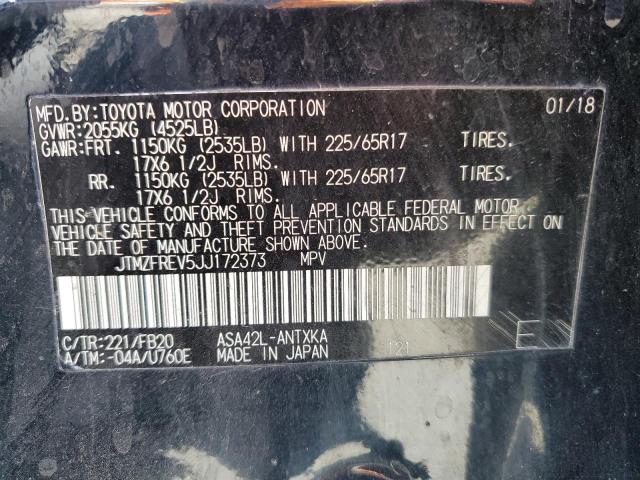 MFD.BY:TOYOTA MOTOR CORPORATION 01/18
GVWR:2055KG (4525LB)
GAWR:FRT. 1150KG (2535LB) WITH 225/65R17 TIRES.
17X6 1/2J RIMS.
RR. 1150KG (2535LB) WITH 225/65R17 TIRES.
17X6 1/2J RIMS.
THIS VEHICLE CONFORMS TO ALL APPLICABLE FEDERAL MOTOR
VEHICLE SAFETY AND THEFT PREVENTION STANDARDS IN EFFECT ON
THE DATE OF MANUFACTURE SHOWN ABOVE.
JTMZFREV5JJ172373 MPV
C/TR:221/FB20 ASA42L-ANTXKA 121 E
A/TM:-04A/U760E MADE IN JAPAN